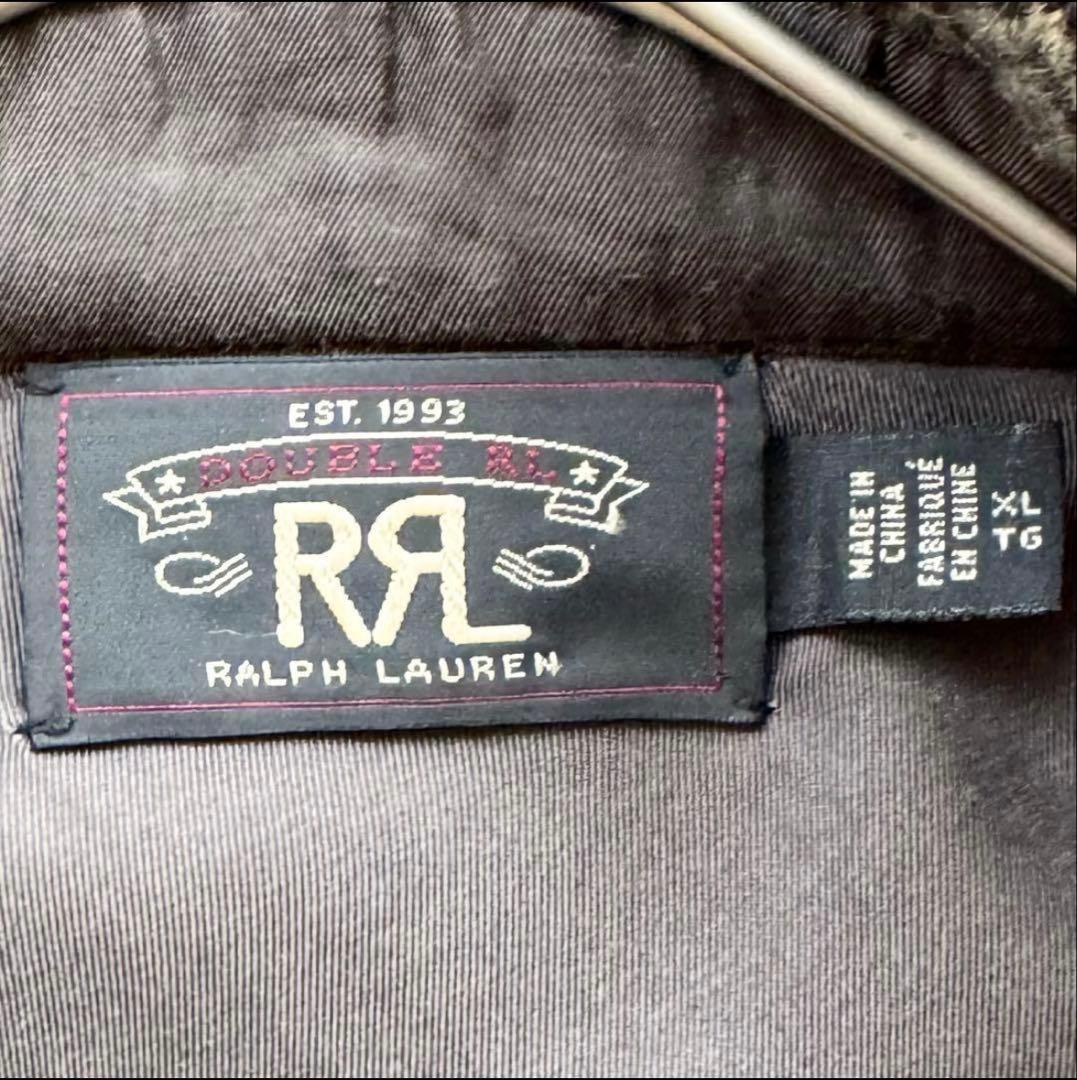 EST. 1993
DOUBLE RL
RRL
RALPH LAUREN
MADE IN
CHINA
FABRIQUÉ
EN CHINE
XL
TG